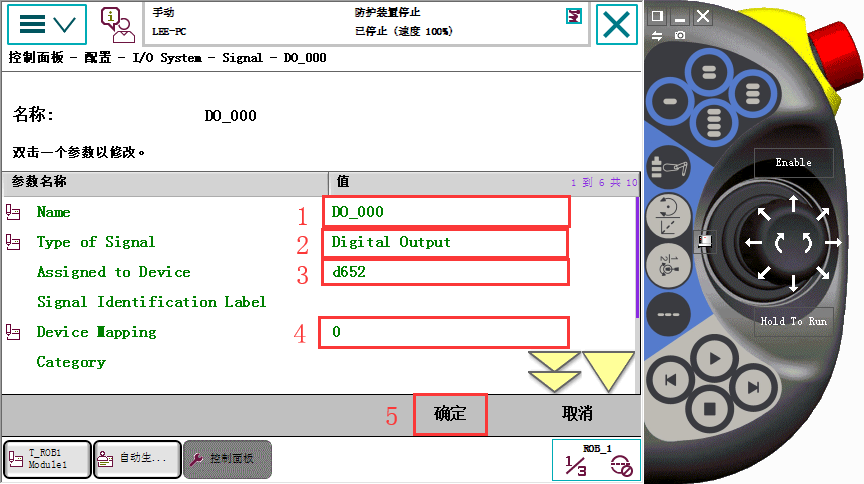 手动
防护装置停止
LEE-PC
已停止 (速度 100%)
控制面板 - 配置 - I/O System - Signal - DO_000
名称: DO_000
双击一个参数以修改。
参数名称 值 1 到 6 共 10
Name 1 DO_000
Type of Signal 2 Digital Output
Assigned to Device 3 d652
Signal Identification Label
Device Mapping 4 0
Category
5 确定 取消
T_ROB1
Module1
自动生...
控制面板
ROB_1
1/3
Enable
Hold To Run